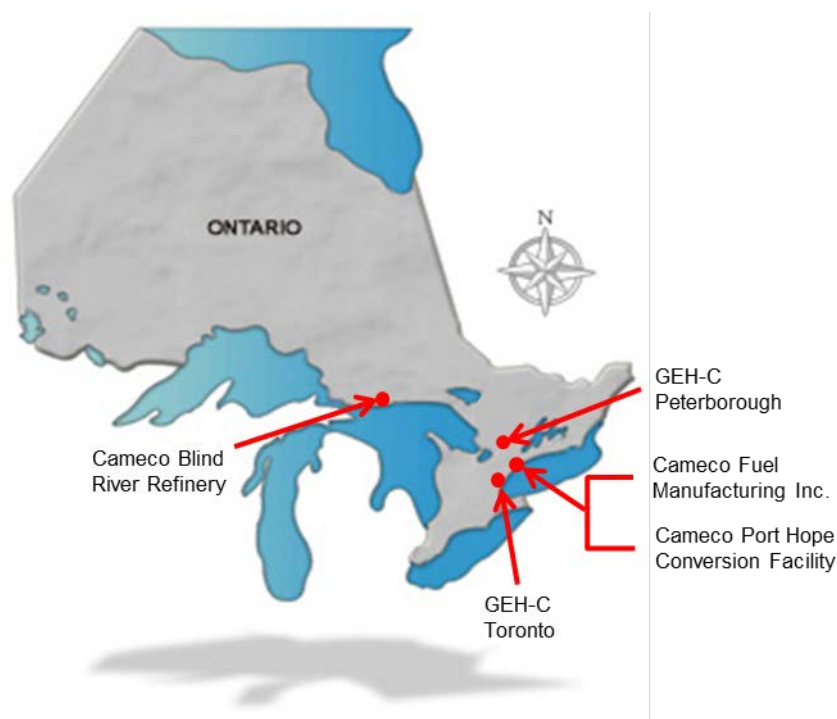 ONTARIO
N
GEH-C
Peterborough
Cameco Blind
River Refinery
Cameco Fuel
Manufacturing Inc.
Cameco Port Hope
Conversion Facility
GEH-C
Toronto